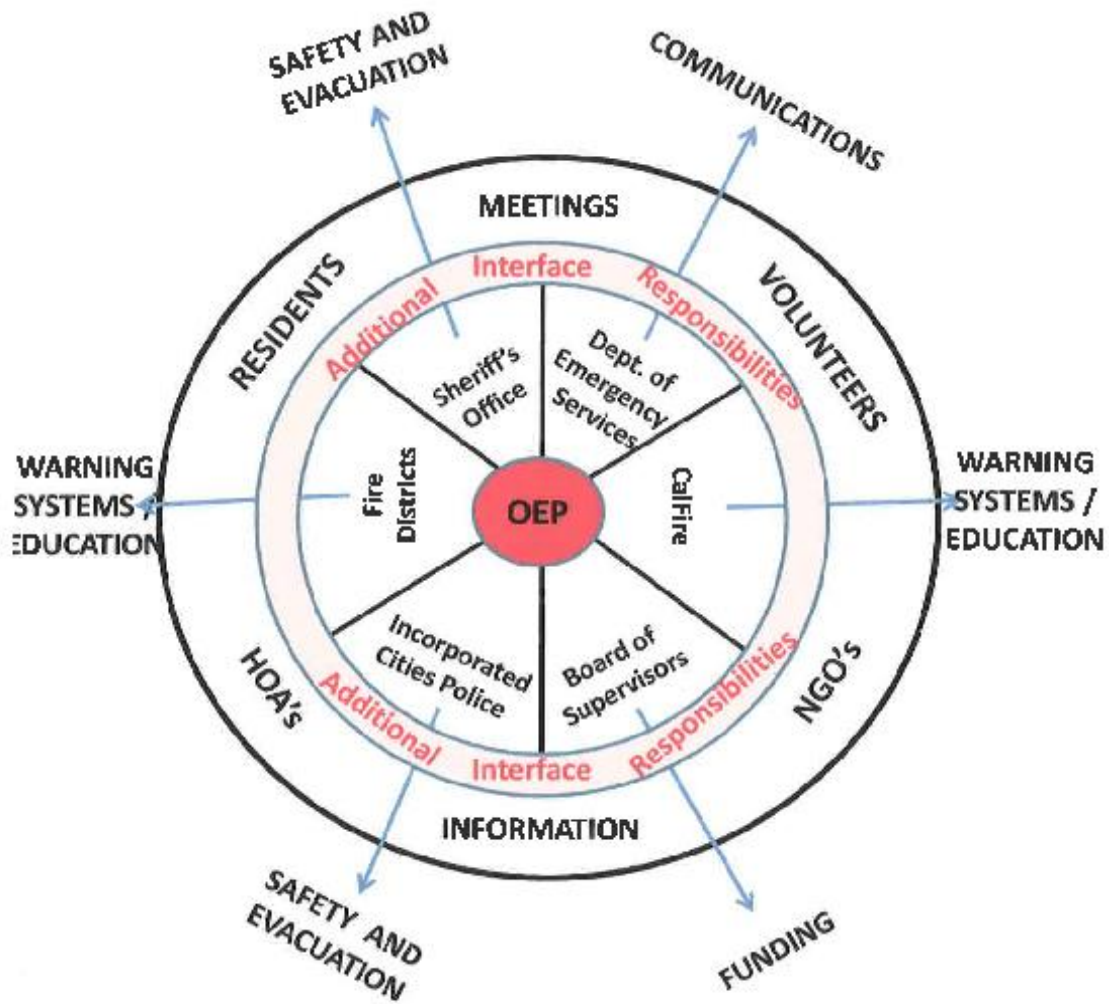 SAFETY AND
EVACUATION
COMMUNICATIONS
MEETINGS
RESIDENTS
VOLUNTEERS
Additional
Interface
Responsibilities
Sheriff's
Office
Dept. of
Emergency
Services
WARNING
SYSTEMS /
EDUCATION
Fire
Districts
OEP
CalFire
WARNING
SYSTEMS /
EDUCATION
Incorporated
Cities Police
Board of
Supervisors
HOA's
NGO's
Additional
Interface
Responsibilities
INFORMATION
SAFETY AND
EVACUATION
FUNDING